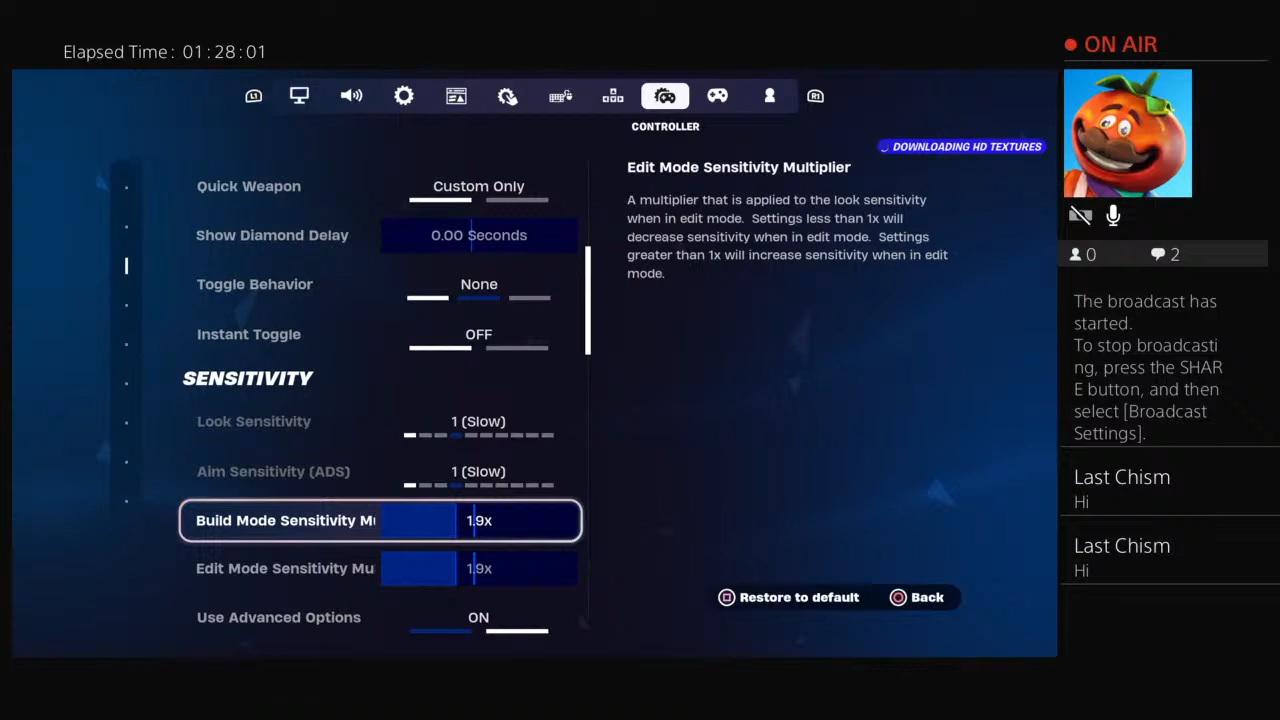 Elapsed Time: 01:28:01
ON AIR
L1
R1
CONTROLLER
DOWNLOADING HD TEXTURES
Quick Weapon
Custom Only
Show Diamond Delay
0.00 Seconds
Toggle Behavior
None
Instant Toggle
OFF
SENSITIVITY
Look Sensitivity
1 (Slow)
Aim Sensitivity (ADS)
1 (Slow)
Build Mode Sensitivity Mu
1.9x
Edit Mode Sensitivity Mul
1.9x
Use Advanced Options
ON
Edit Mode Sensitivity Multiplier
A multiplier that is applied to the look sensitivity
when in edit mode. Settings less than 1x will
decrease sensitivity when in edit mode. Settings
greater than 1x will increase sensitivity when in edit
mode.
Restore to default
Back
0
2
The broadcast has
started.
To stop broadcasti
ng, press the SHAR
E button, and then
select [Broadcast
Settings].
Last Chism
Hi
Last Chism
Hi